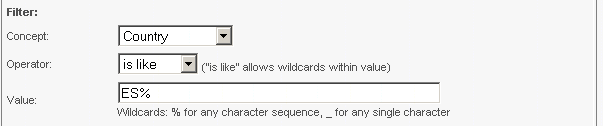 Filter:
Concept: Country
Operator: is like ("is like" allows wildcards within value)
Value: ES%
Wildcards: % for any character sequence, _ for any single character